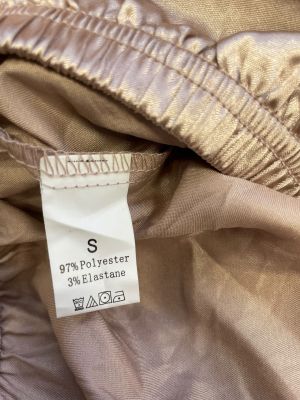 S
97% Polyester
3% Elastane